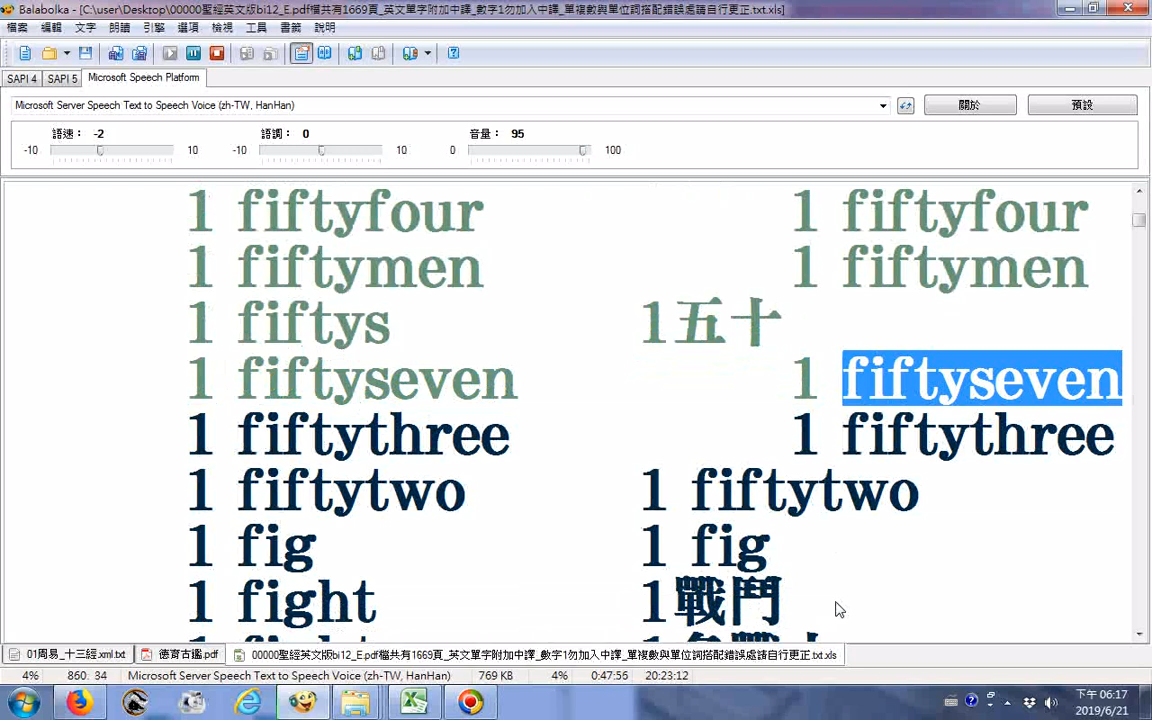 Balabolka - [C:\user\Desktop\00000聖經英文版bi12_E.pdf檔共有1669頁_英文單字附加中譯_數字1勿加入中譯_單複數與單位詞搭配錯誤處請自行更正.txt.xls]
檔案 編輯 文字 朗讀 引擎 選項 檢視 工具 書籤 說明
SAPI 4 SAPI 5 Microsoft Speech Platform
Microsoft Server Speech Text to Speech Voice (zh-TW, HanHan) 關於 預設
語速： -2 語調： 0 音量： 95
-10 10 -10 10 0 100
1 fiftyfour 1 fiftyfour
1 fiftymen 1 fiftymen
1 fiftys 1五十
1 fiftyseven 1 fiftyseven
1 fiftythree 1 fiftythree
1 fiftytwo 1 fiftytwo
1 fig 1 fig
1 fight 1戰鬥
01周易_十三經.xml.txt 德育古鑑.pdf 00000聖經英文版bi12_E.pdf檔共有1669頁_英文單字附加中譯_數字1勿加入中譯_單複數與單位詞搭配錯誤處請自行更正.txt.xls
4% 860: 34 Microsoft Server Speech Text to Speech Voice (zh-TW, HanHan) 769 KB 4% 0:47:56 20:23:12
下午 06:17
2019/6/21